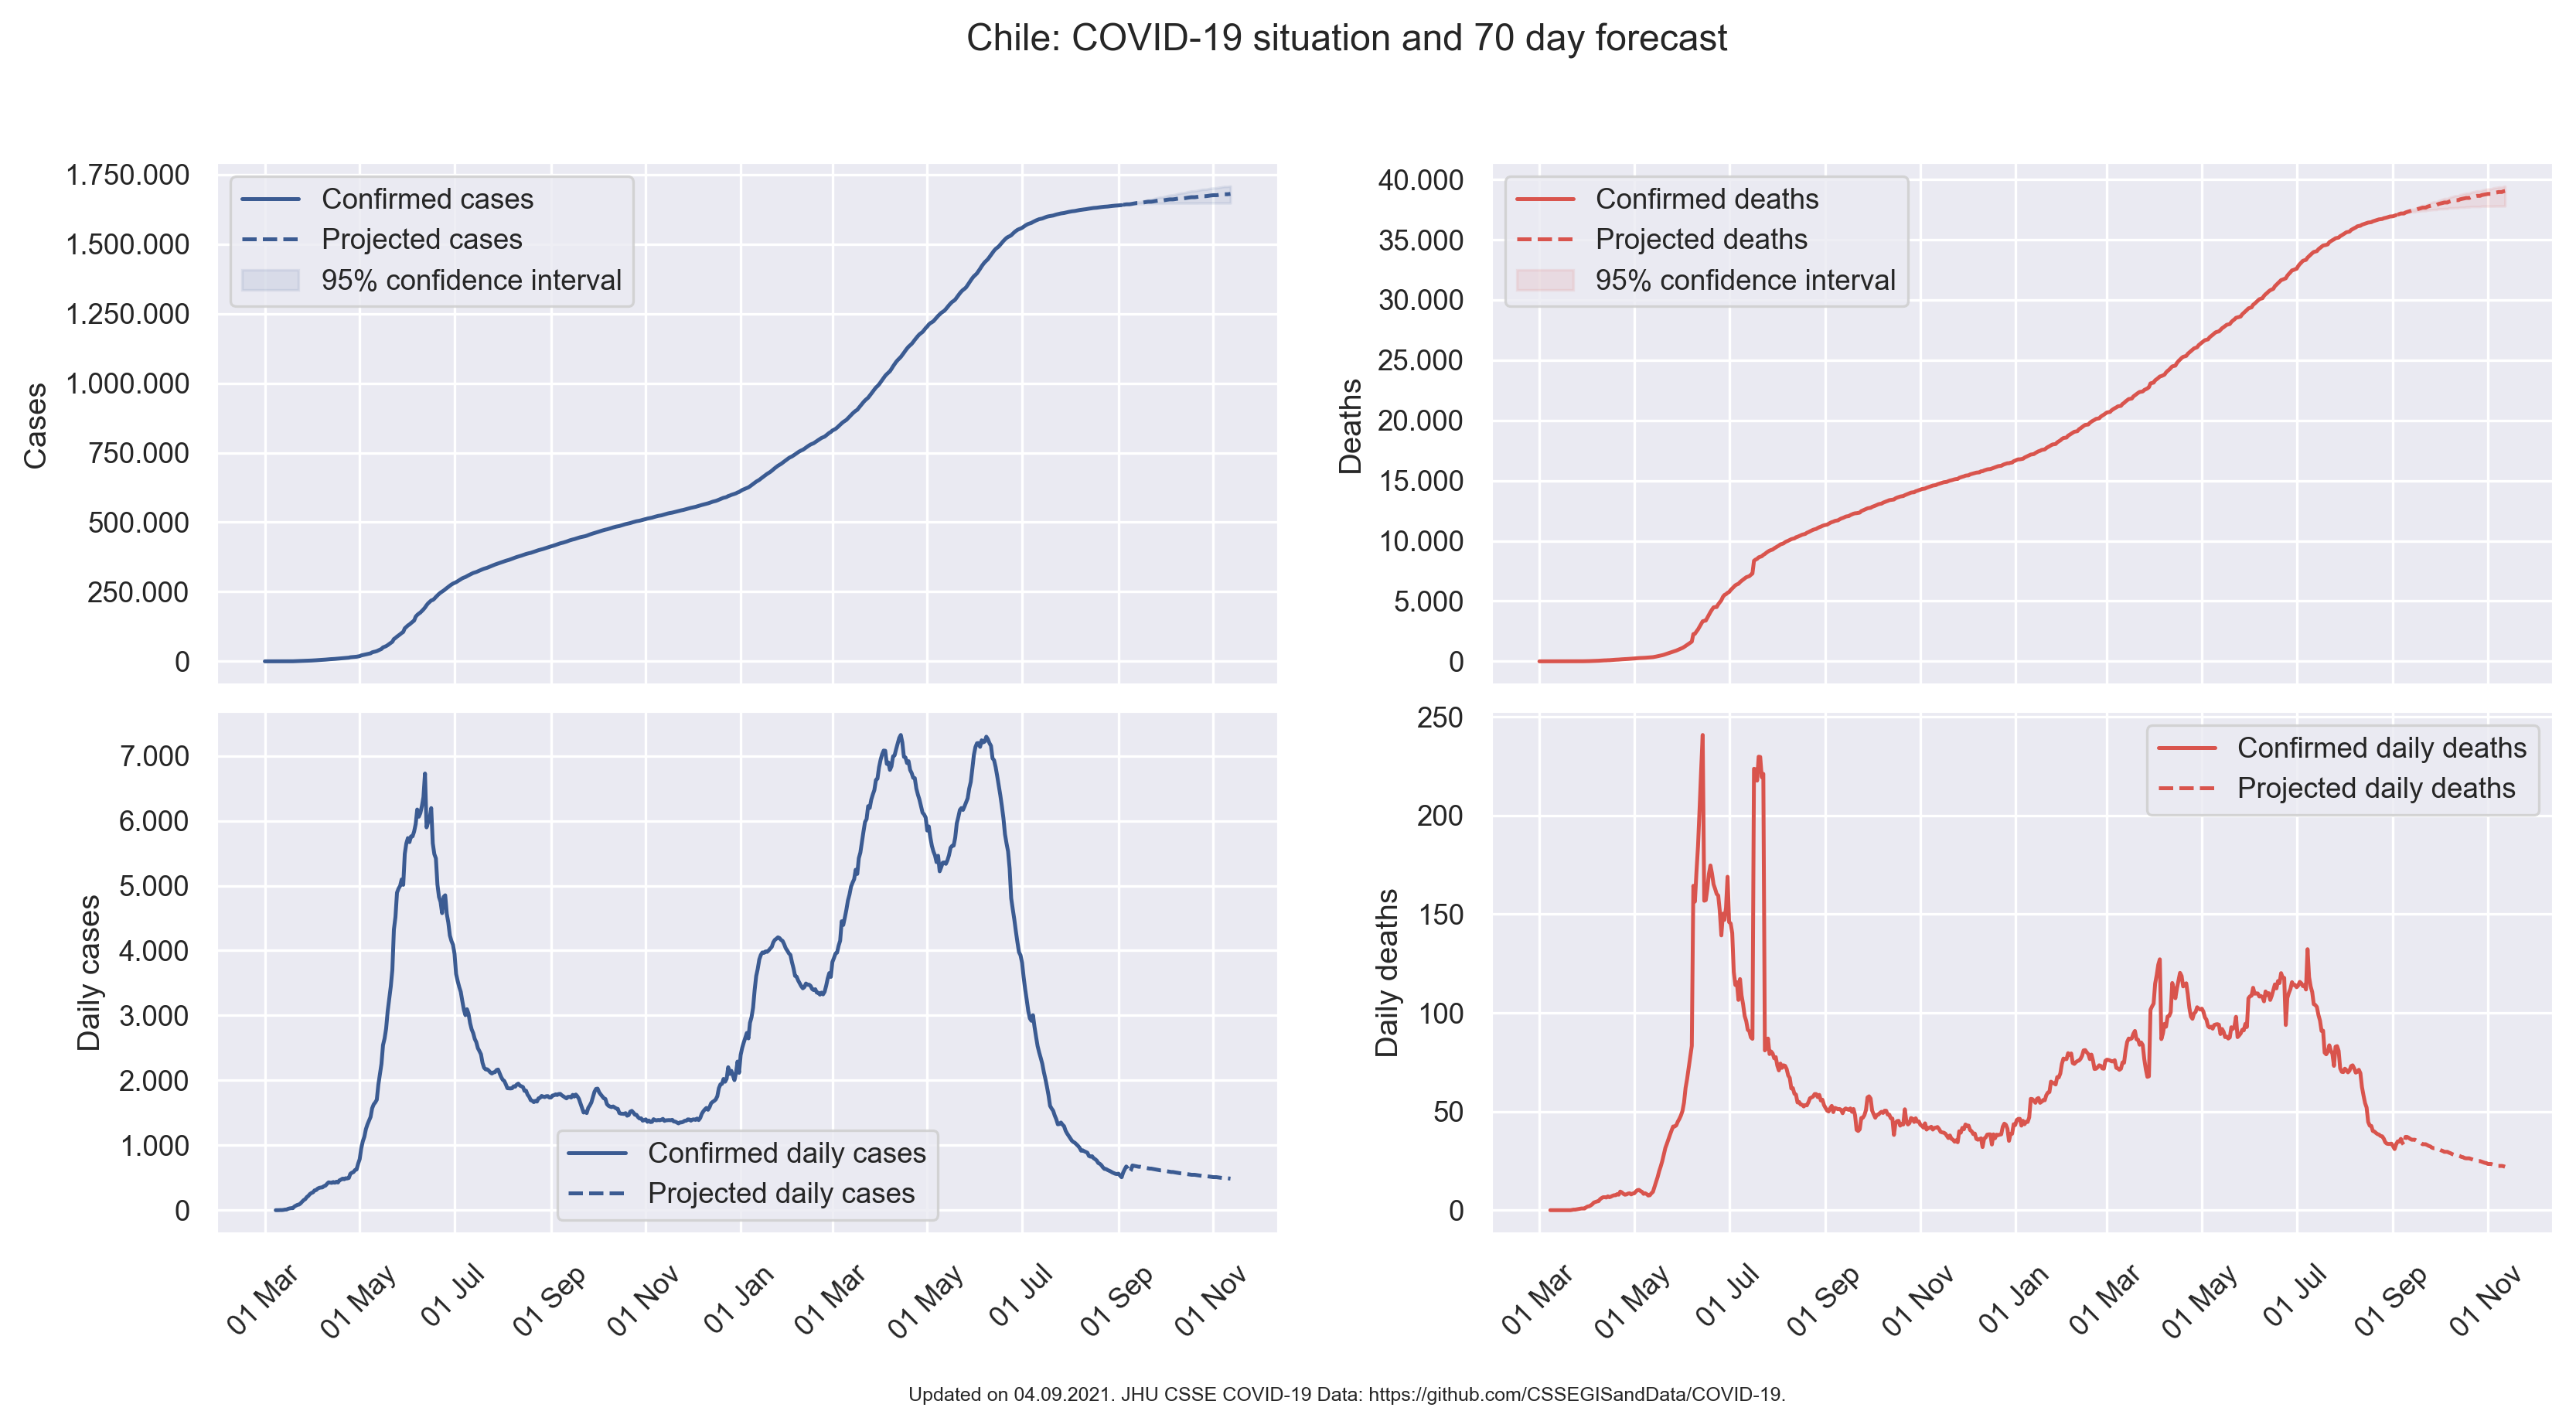 Chile: COVID-19 situation and 70 day forecast
1.750.000
1.500.000
1.250.000
1.000.000
750.000
500.000
250.000
0
Cases
Confirmed cases
Projected cases
95% confidence interval
40.000
35.000
30.000
25.000
20.000
15.000
10.000
5.000
0
Deaths
Confirmed deaths
Projected deaths
95% confidence interval
7.000
6.000
5.000
4.000
3.000
2.000
1.000
0
Daily cases
Confirmed daily cases
Projected daily cases
01 Mar
01 May
01 Jul
01 Sep
01 Nov
01 Jan
01 Mar
01 May
01 Jul
01 Sep
01 Nov
250
200
150
100
50
0
Daily deaths
Confirmed daily deaths
Projected daily deaths
01 Mar
01 May
01 Jul
01 Sep
01 Nov
01 Jan
01 Mar
01 May
01 Jul
01 Sep
01 Nov
Updated on 04.09.2021. JHU CSSE COVID-19 Data: https://github.com/CSSEGISandData/COVID-19.